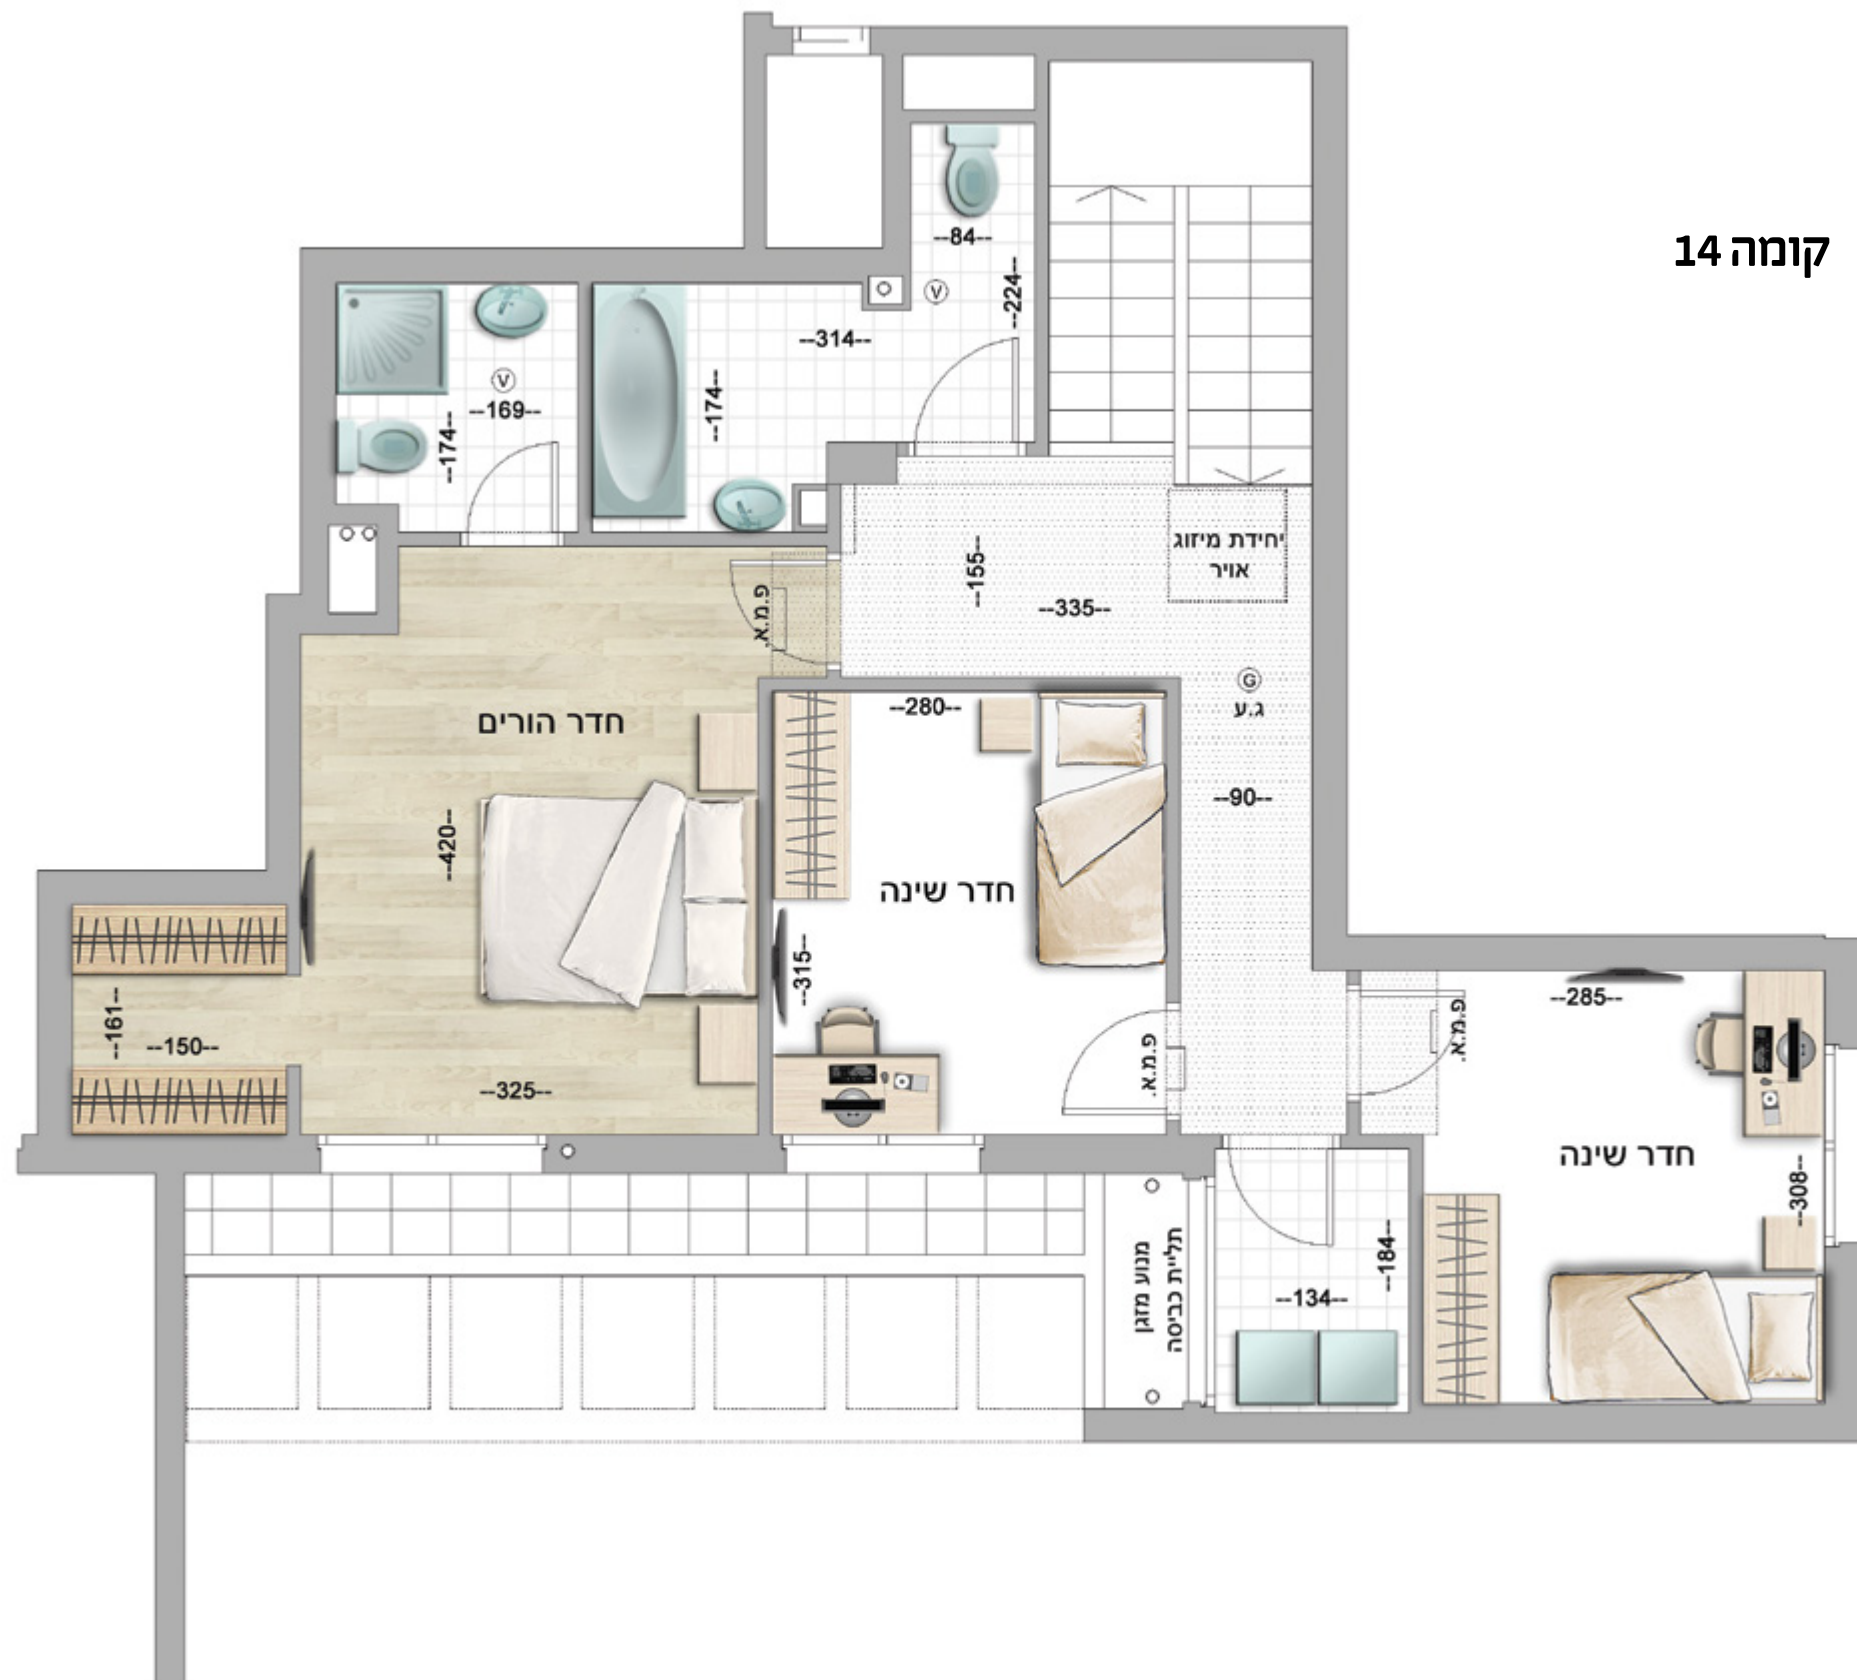 קומה 14
--84--
V
--224--
--314--
V
--169--
--174--
--174--
יחידת מיזוג
אויר
--155--
--335--
פ.מ.א.
G
ג.ע
חדר הורים
--280--
--90--
--420--
חדר שינה
--315--
--285--
פ.מ.א.
פ.מ.א.
--161--
--150--
--325--
חדר שינה
--308--
--184--
--134--
תליית כביסה
מנוע מזגן